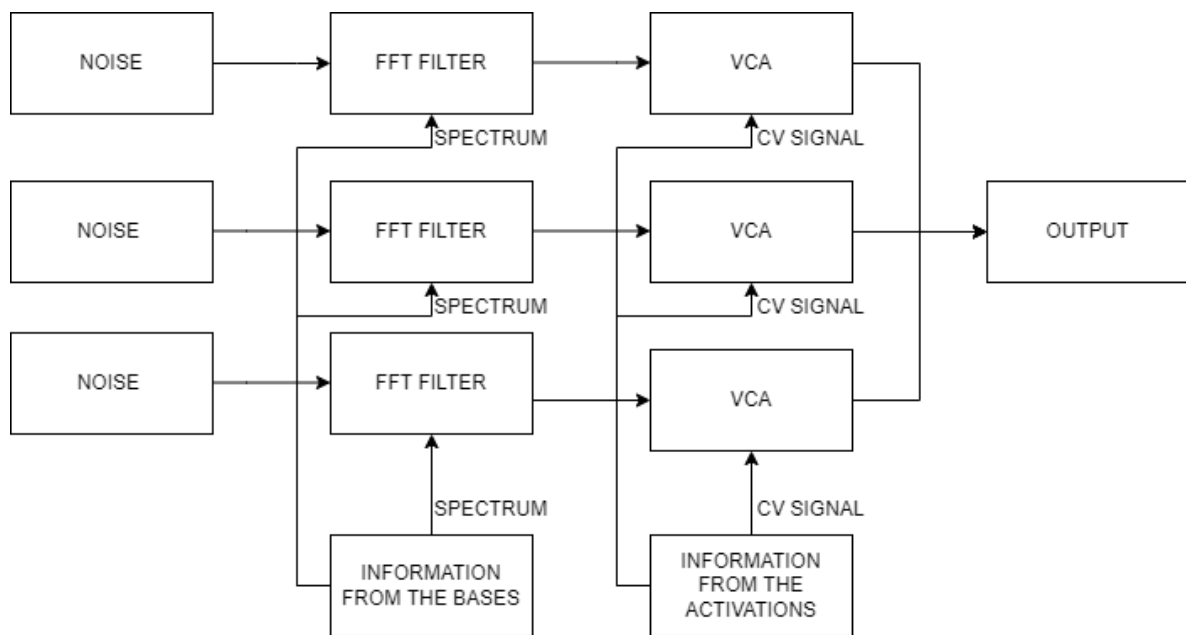 NOISE
FFT FILTER
VCA
SPECTRUM
CV SIGNAL
NOISE
FFT FILTER
VCA
OUTPUT
SPECTRUM
CV SIGNAL
NOISE
FFT FILTER
VCA
SPECTRUM
CV SIGNAL
INFORMATION
FROM THE BASES
INFORMATION
FROM THE
ACTIVATIONS